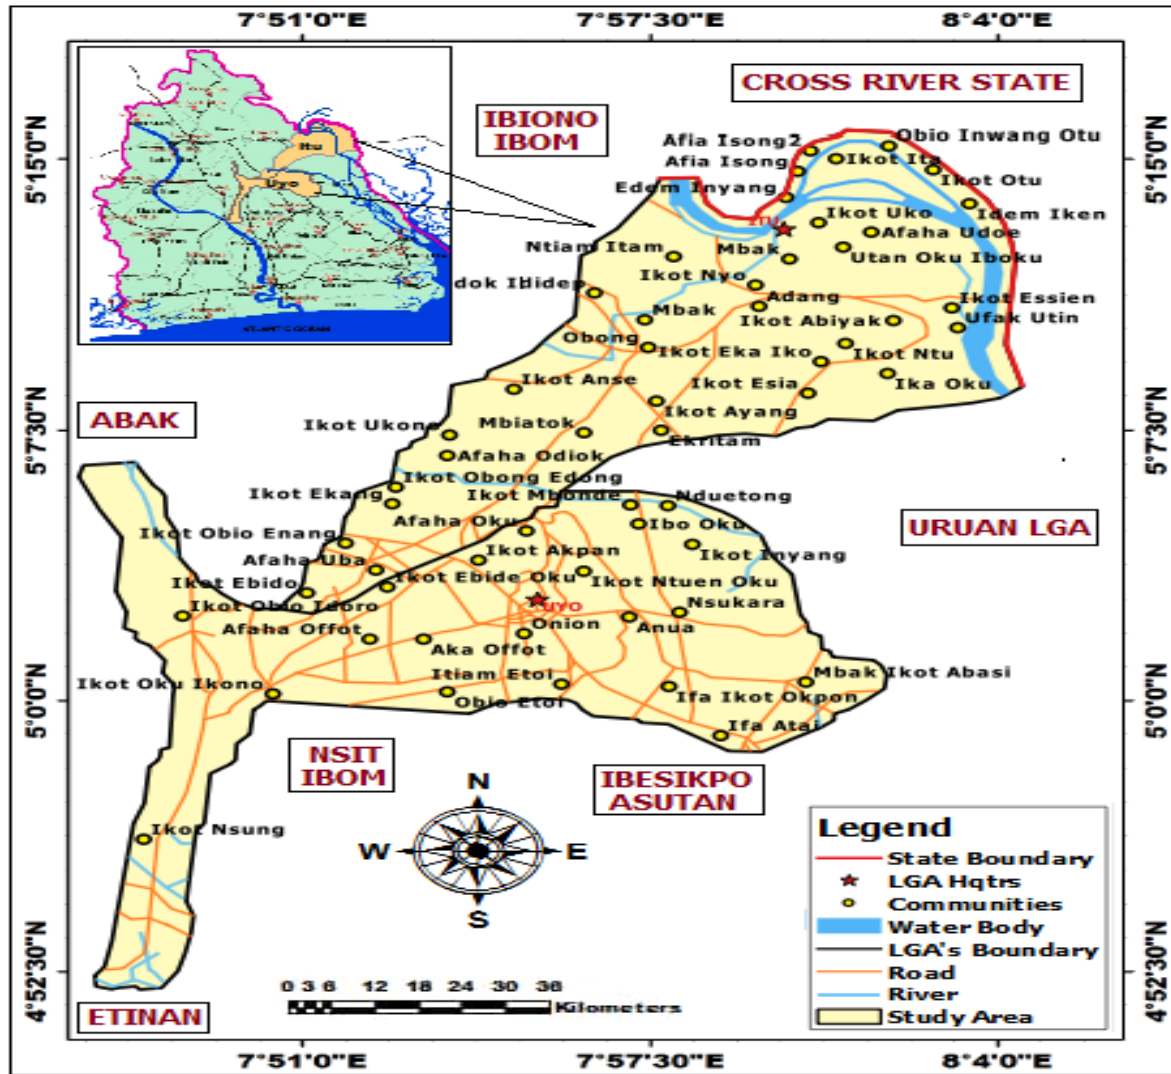 7°51'0"E
7°57'30"E
8°4'0"E
CROSS RIVER STATE
IBIONO
IBOM
Itu
Uyo
ATLANTIC OCEAN
5°15'0"N
5°15'0"N
Afia Isong2
Obio Inwang Otu
Afia Isong
Ikot Ita
Ikot Otu
Edem Inyang
Idem Iken
ITU
Ikot Uko
Afaha Udoe
Ntiam Itam
Mbak
Utan Oku Iboku
Ikot Nyo
dok Ididep
Adang
Ikot Essien
Mbak
Ikot Abiyak
Ufak Utin
Obong
Ikot Eka Iko
Ikot Ntu
Ikot Anse
Ikot Esia
Ika Oku
ABAK
Ikot Ayang
5°7'30"N
5°7'30"N
Ikot Ukono
Mbiatok
Ekritam
Afaha Odiok
Ikot Obong Edong
Ikot Ekang
Ikot Mbonde
Nduetong
Afaha Oku
Ibo Oku
URUAN LGA
Ikot Obio Enang
Ikot Akpan
Ikot Inyang
Afaha Uba
Ikot Ebido
Ikot Ebide Oku
Ikot Ntuen Oku
Ikot Obio Idoro
UYO
Nsukara
Afaha Offot
Onion
Anua
Aka Offot
Itiam Etoi
Mbak Ikot Abasi
Ikot Oku Ikono
Obio Etoi
Ifa Ikot Okpon
5°0'0"N
5°0'0"N
Ifa Atai
NSIT
IBOM
IBESIKPO
ASUTAN
N
W
E
S
Ikot Nsung
Legend
State Boundary
LGA Hqtrs
Communities
Water Body
LGA's Boundary
Road
River
Study Area
4°52'30"N
4°52'30"N
0 3 6 12 18 24 30 36
Kilometers
ETINAN
7°51'0"E
7°57'30"E
8°4'0"E